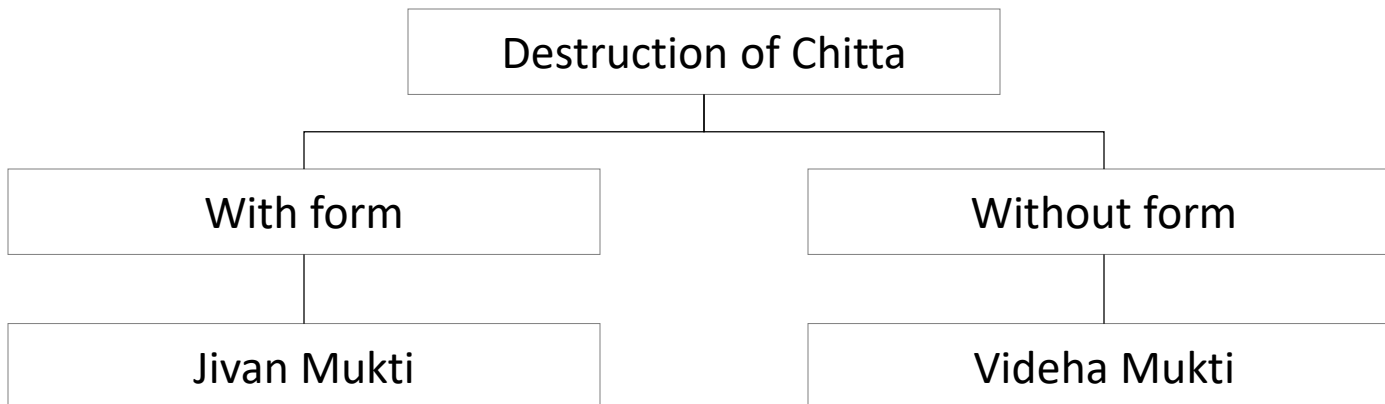 Destruction of Chitta
With form
Without form
Jivan Mukti
Videha Mukti